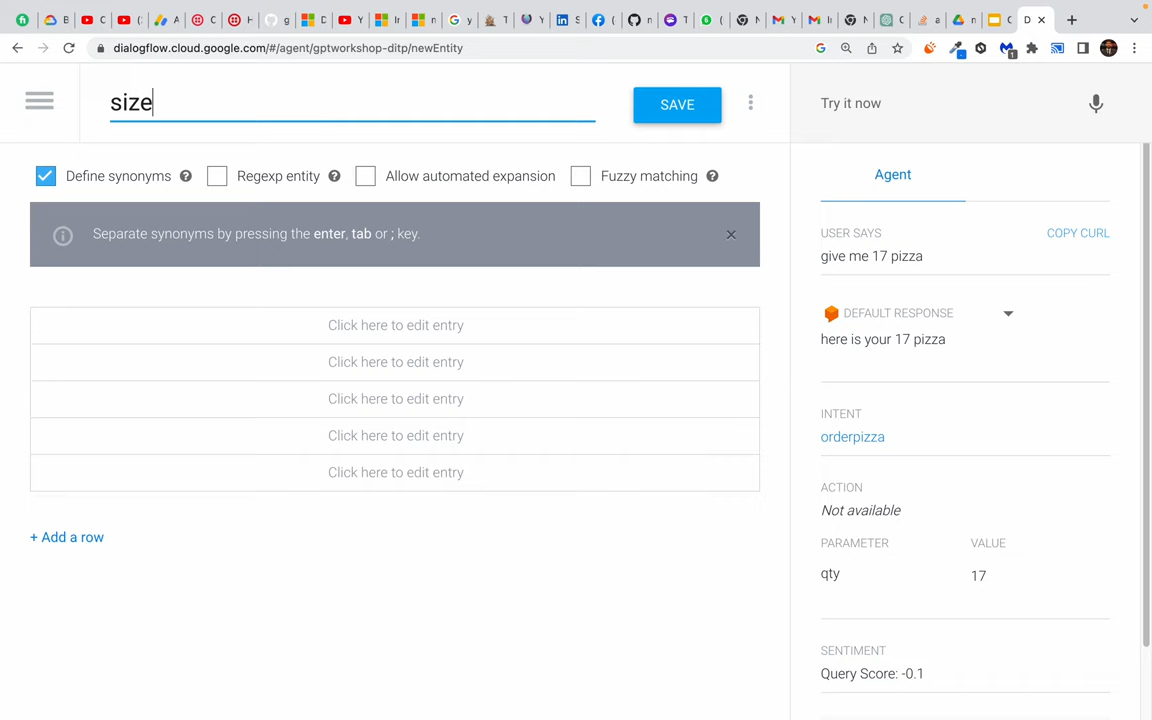 dialogflow.cloud.google.com/#/agent/gptworkshop-ditp/newEntity
size
SAVE
Try it now
Define synonyms
Regexp entity
Allow automated expansion
Fuzzy matching
Separate synonyms by pressing the enter, tab or ; key.
Click here to edit entry
Click here to edit entry
Click here to edit entry
Click here to edit entry
Click here to edit entry
+ Add a row
Agent
USER SAYS
COPY CURL
give me 17 pizza
DEFAULT RESPONSE
here is your 17 pizza
INTENT
orderpizza
ACTION
Not available
PARAMETER
VALUE
qty
17
SENTIMENT
Query Score: -0.1